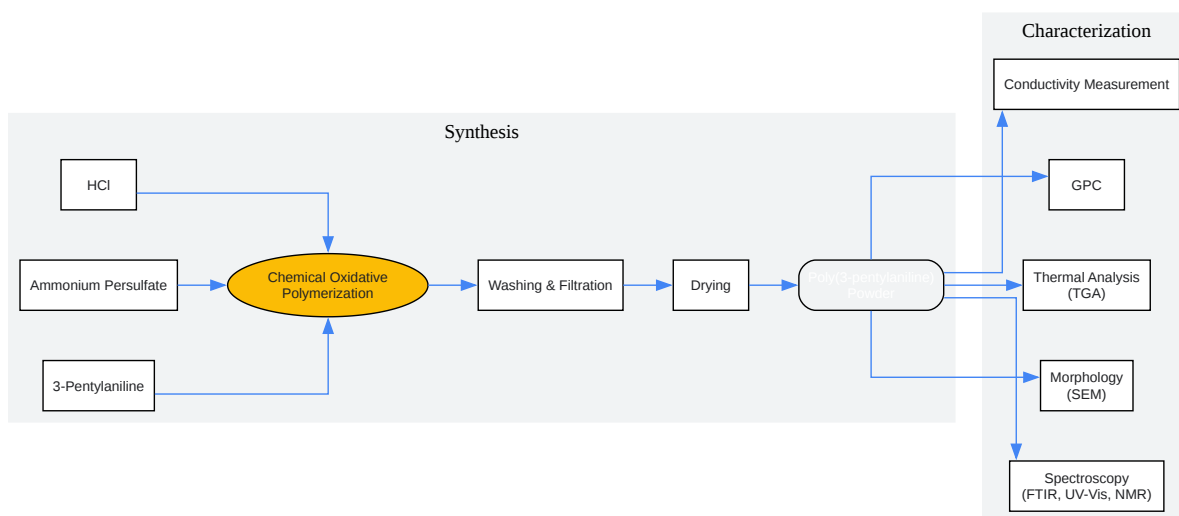 Characterization
Conductivity Measurement
Synthesis
HCl
GPC
Ammonium Persulfate
Chemical Oxidative
Polymerization
Washing & Filtration
Drying
Poly(3-pentylaniline)
Powder
Thermal Analysis
(TGA)
3-Pentylaniline
Morphology
(SEM)
Spectroscopy
(FTIR, UV-Vis, NMR)